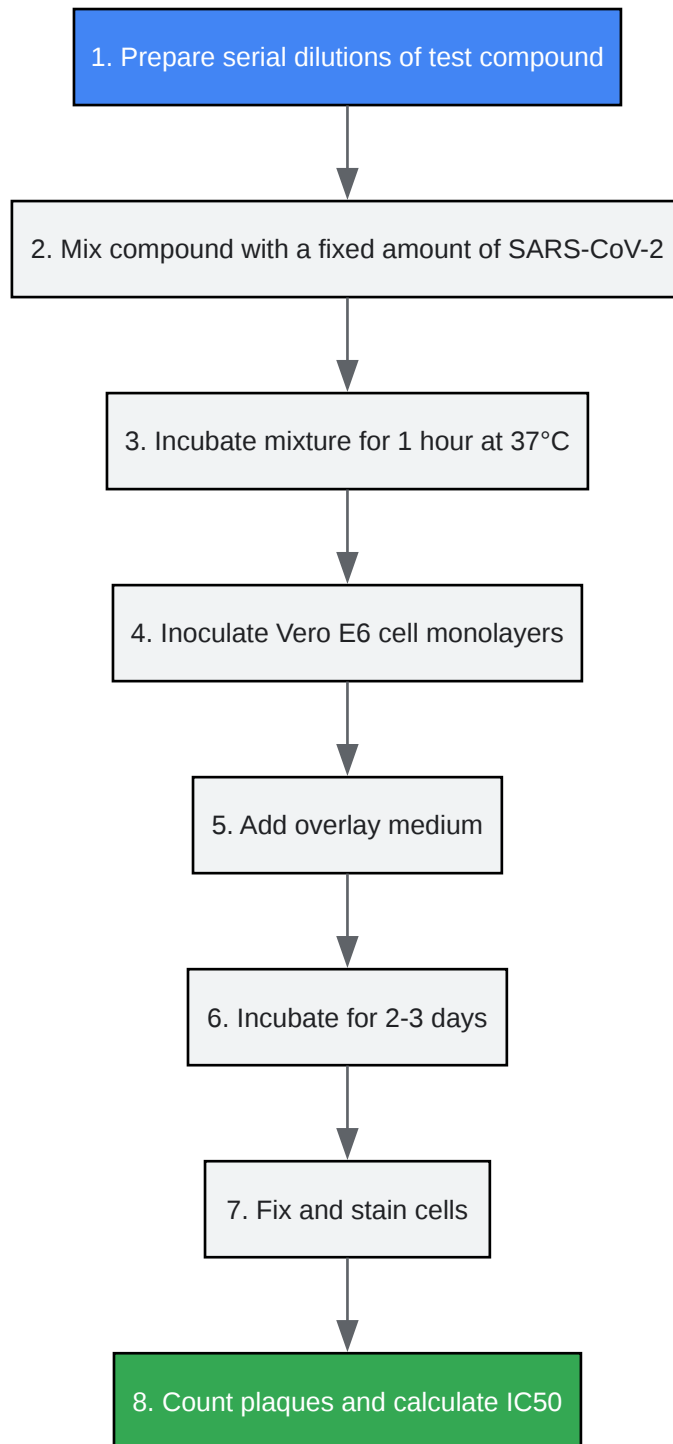 1. Prepare serial dilutions of test compound
2. Mix compound with a fixed amount of SARS-CoV-2
3. Incubate mixture for 1 hour at 37°C
4. Inoculate Vero E6 cell monolayers
5. Add overlay medium
6. Incubate for 2-3 days
7. Fix and stain cells
8. Count plaques and calculate IC50